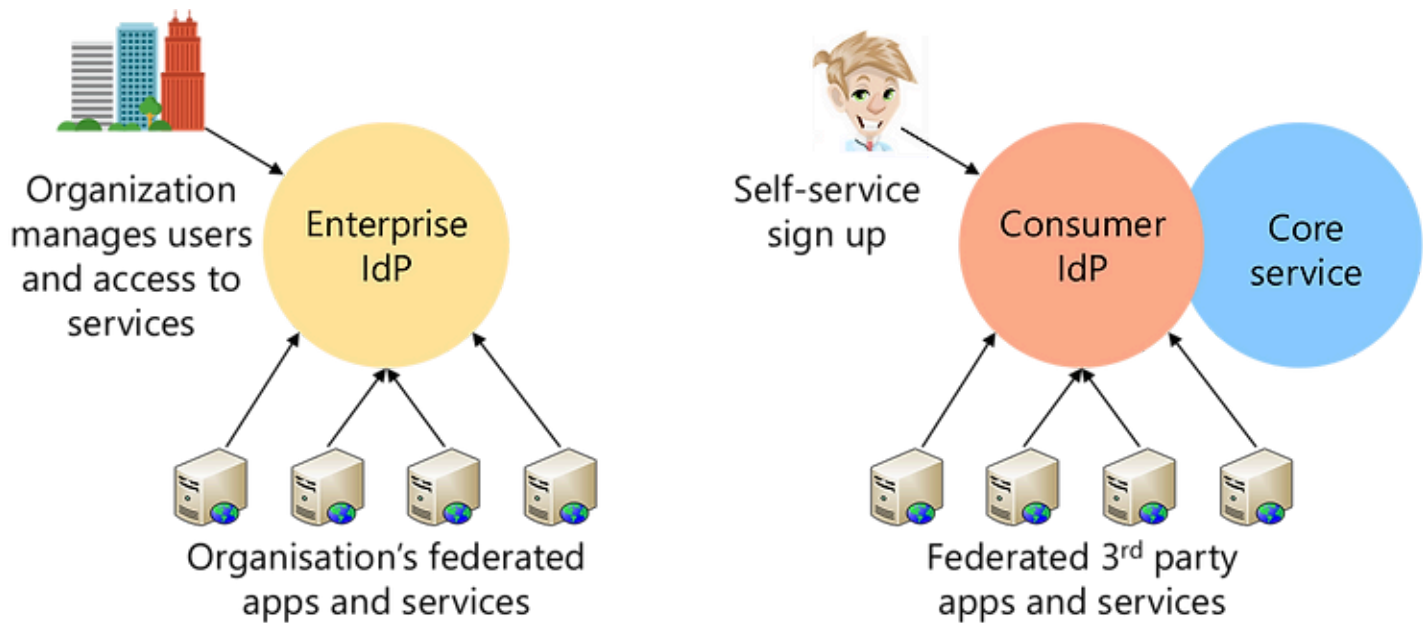 Organization
manages users
and access to
services
Enterprise
IdP
Organisation's federated
apps and services
Self-service
sign up
Consumer
IdP
Core
service
Federated 3rd party
apps and services